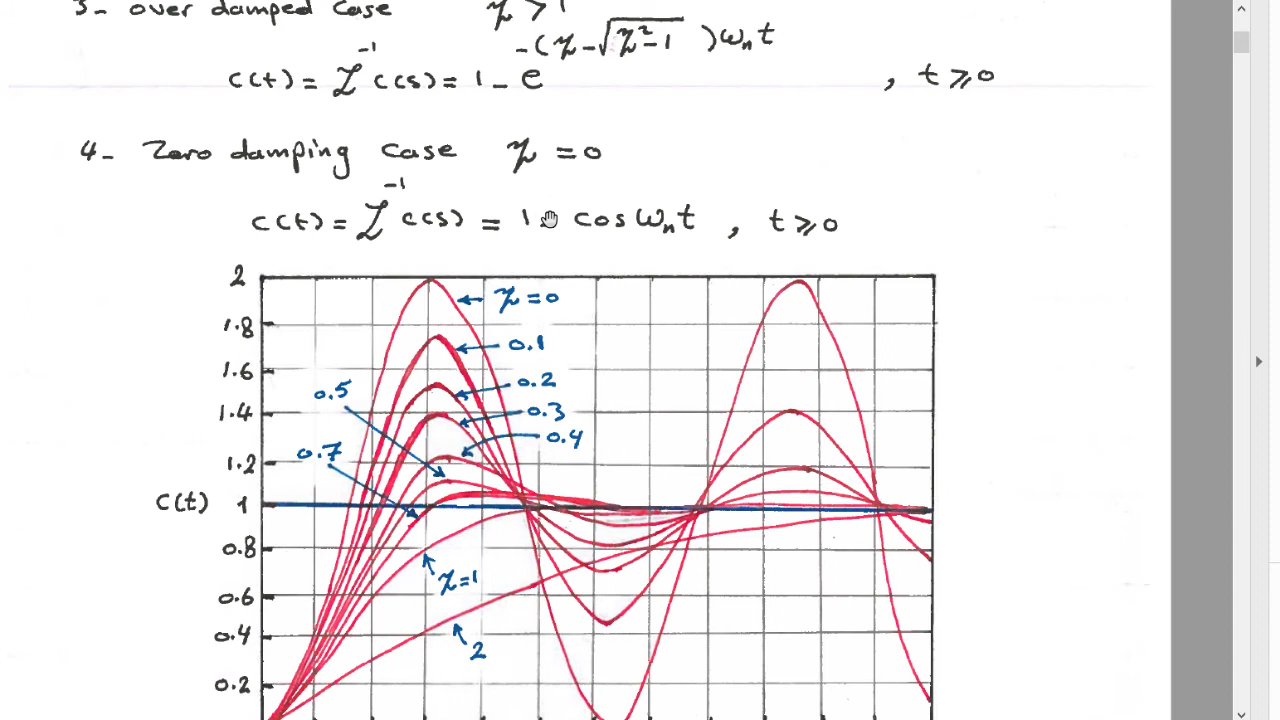 3- over damped case ζ > 1
c(t) = ℒ⁻¹ c(s) = 1 - e^-(ζ-√(ζ²-1))ωₙt , t ⩾ 0
4- Zero damping case ζ = 0
c(t) = ℒ⁻¹ c(s) = 1 cos ωₙt , t ⩾ 0
2
ζ = 0
1.8
0.1
1.6
0.2
0.5
1.4
0.3
0.4
0.7
1.2
C(t) 1
0.8
ζ=1
0.6
0.4
2
0.2